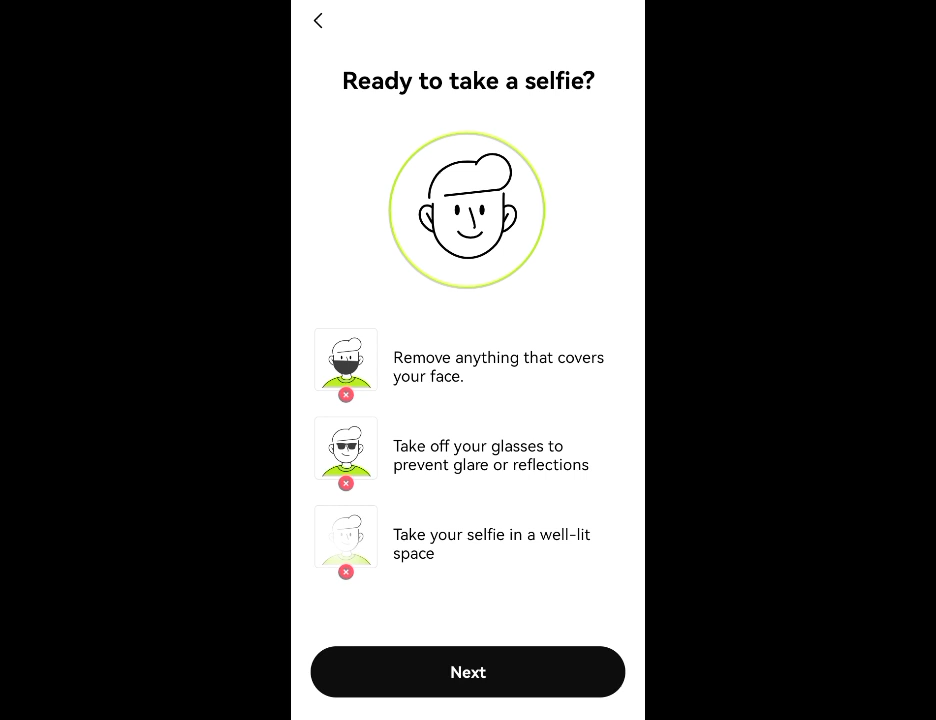 Ready to take a selfie?
Remove anything that covers
your face.
Take off your glasses to
prevent glare or reflections
Take your selfie in a well-lit
space
Next